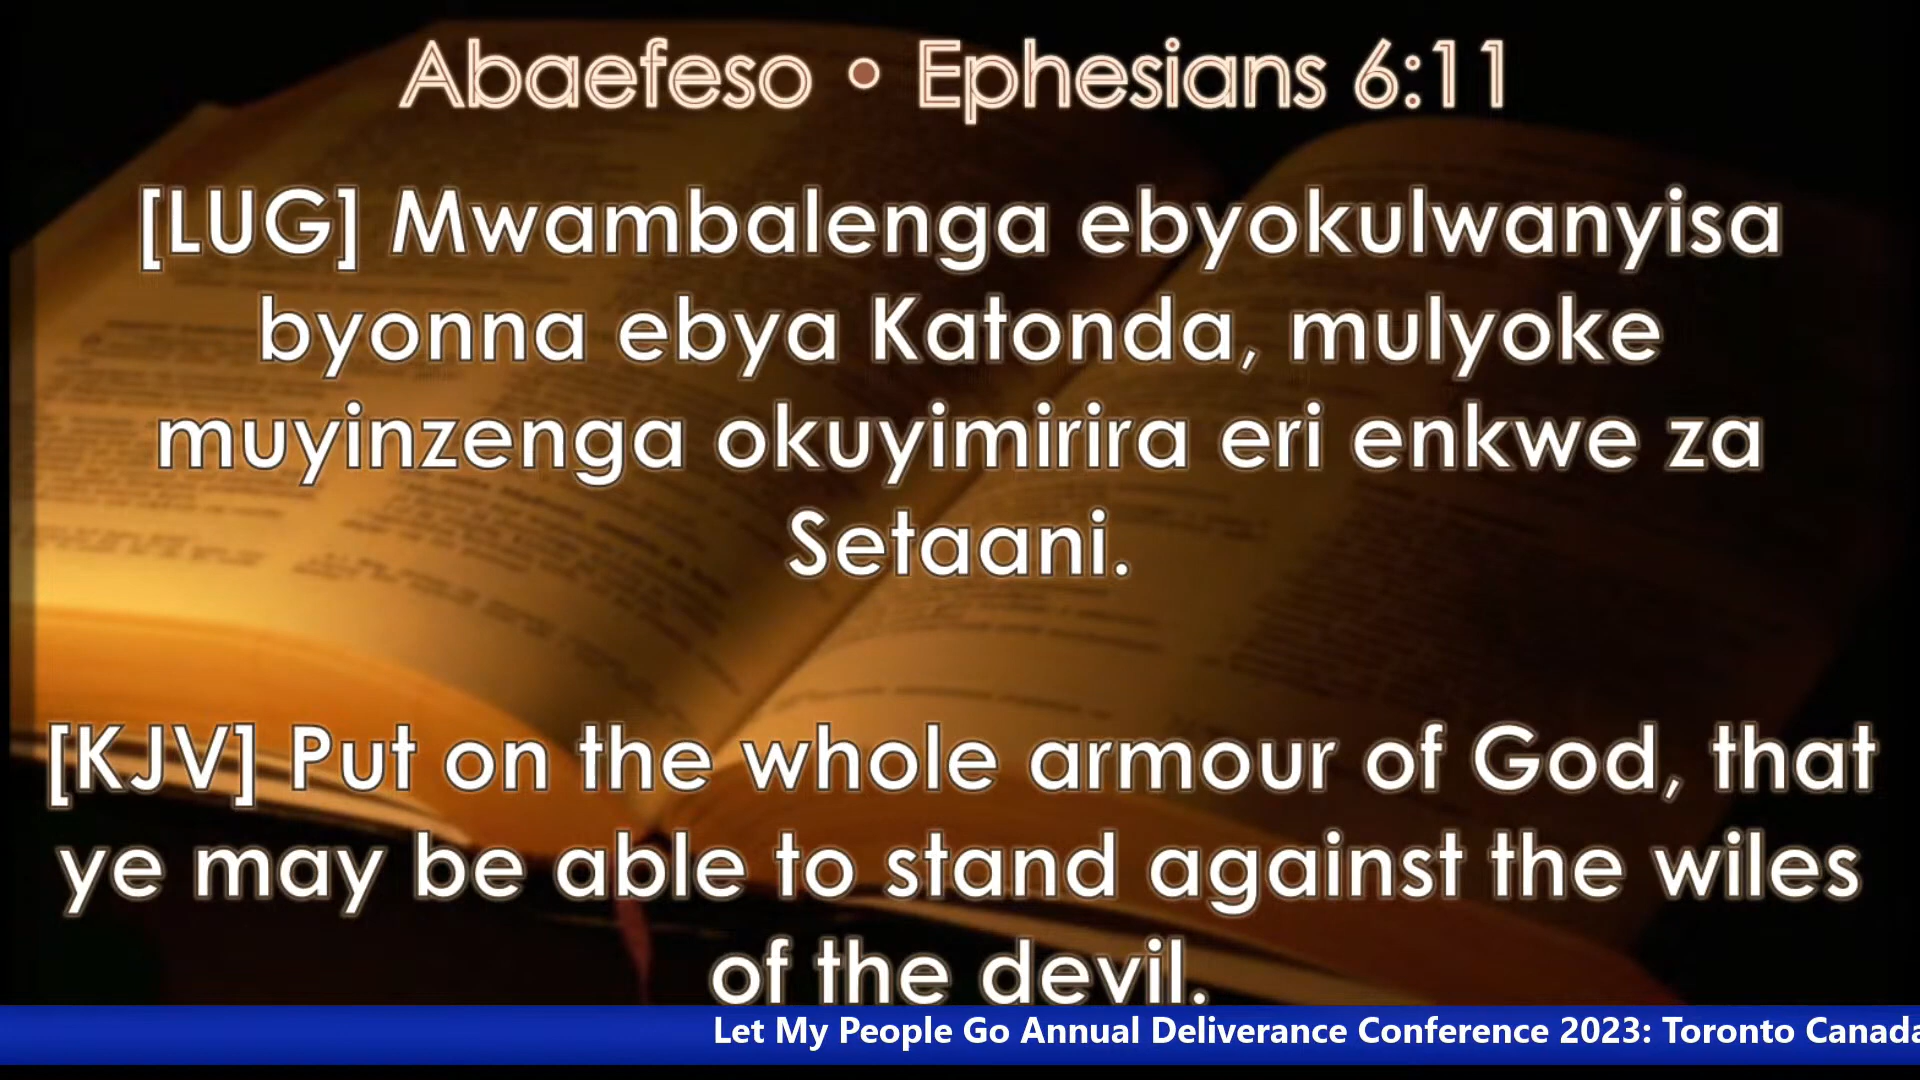 Abaefeso • Ephesians 6:11
[LUG] Mwambalenga ebyokulwanyisa
byonna ebya Katonda, mulyoke
muyinzenga okuyimirira eri enkwe za
Setaani.
[KJV] Put on the whole armour of God, that
ye may be able to stand against the wiles
of the devil.
Let My People Go Annual Deliverance Conference 2023: Toronto Canada